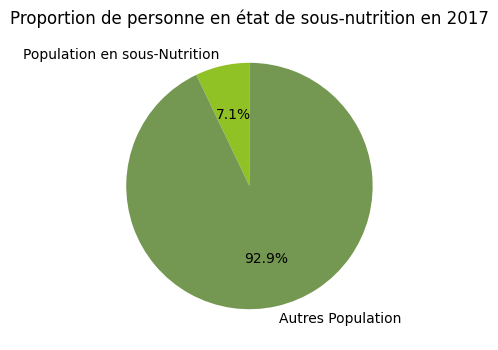 Proportion de personne en état de sous-nutrition en 2017
Population en sous-Nutrition
7.1%
92.9%
Autres Population